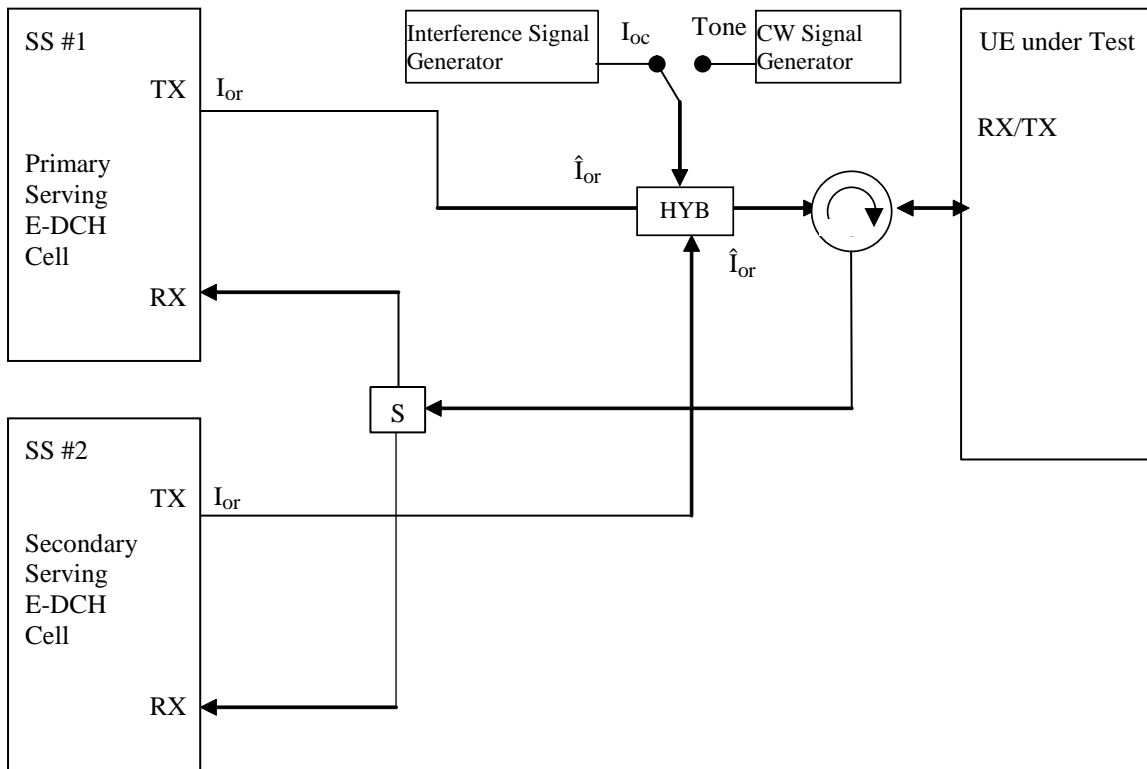 SS #1
TX
I_or
Primary
Serving
E-DCH
Cell
RX
Interference Signal
Generator
I_oc
Tone
CW Signal
Generator
UE under Test
RX/TX
Î_or
HYB
Î_or
S
SS #2
TX
I_or
Secondary
Serving
E-DCH
Cell
RX